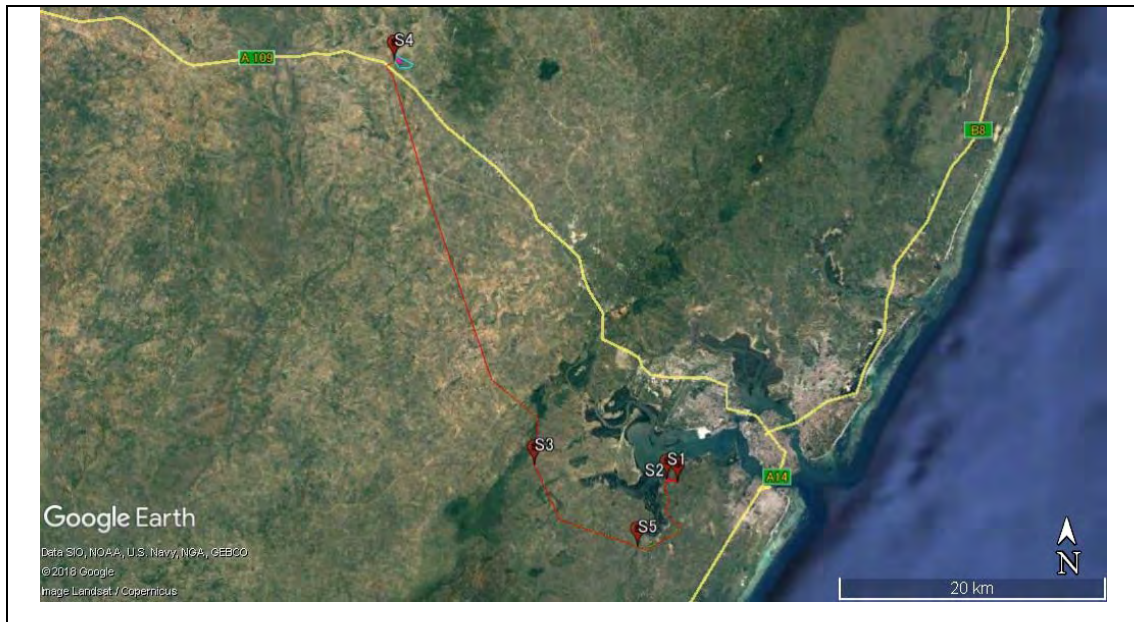 S4
A 109
B8
S3
S1
S2
A14
S5
Google Earth
Data SIO, NOAA, U.S. Navy, NGA, GEBCO
©2018 Google
Image Landsat / Copernicus
N
20 km